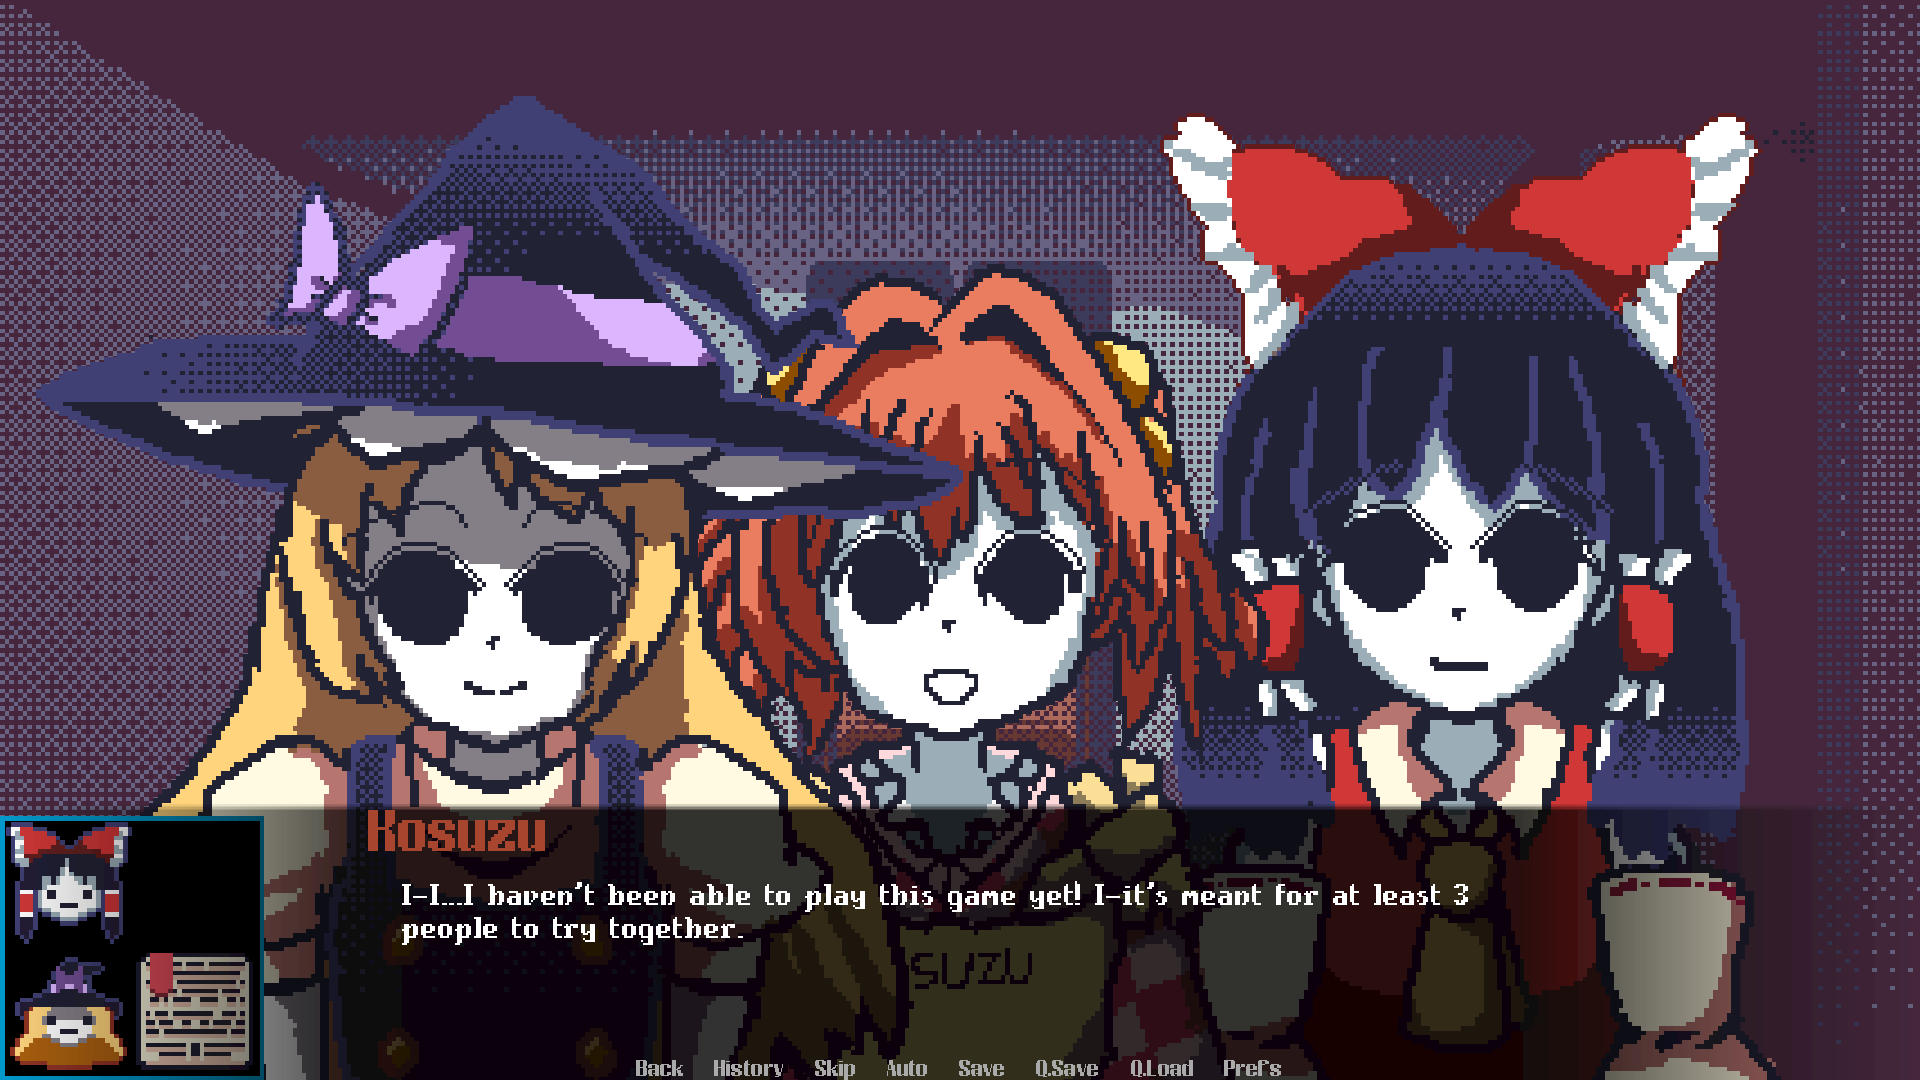 Kosuzu
I-I...I haven't been able to play this game yet! I-it's meant for at least 3
people to try together.
SUZU
Back History Skip Auto Save Q.Save Q.Load Prefs